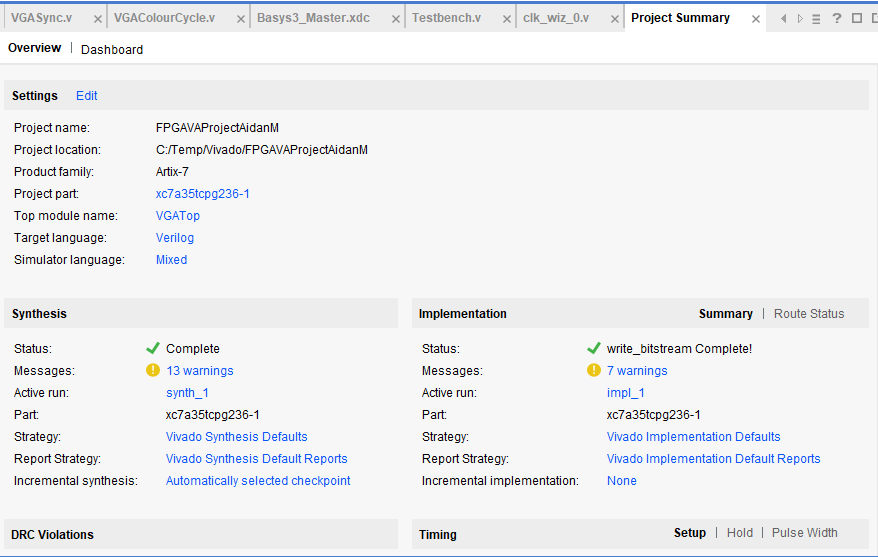 VGASync.v VGAColourCycle.v Basys3_Master.xdc Testbench.v clk_wiz_0.v Project Summary
Overview | Dashboard
Settings Edit
Project name: FPGAVAProjectAidanM
Project location: C:/Temp/Vivado/FPGAVAProjectAidanM
Product family: Artix-7
Project part: xc7a35tcpg236-1
Top module name: VGATop
Target language: Verilog
Simulator language: Mixed
Synthesis
Status: Complete
Messages: 13 warnings
Active run: synth_1
Part: xc7a35tcpg236-1
Strategy: Vivado Synthesis Defaults
Report Strategy: Vivado Synthesis Default Reports
Incremental synthesis: Automatically selected checkpoint
Implementation Summary | Route Status
Status: write_bitstream Complete!
Messages: 7 warnings
Active run: impl_1
Part: xc7a35tcpg236-1
Strategy: Vivado Implementation Defaults
Report Strategy: Vivado Implementation Default Reports
Incremental implementation: None
DRC Violations
Timing Setup | Hold | Pulse Width